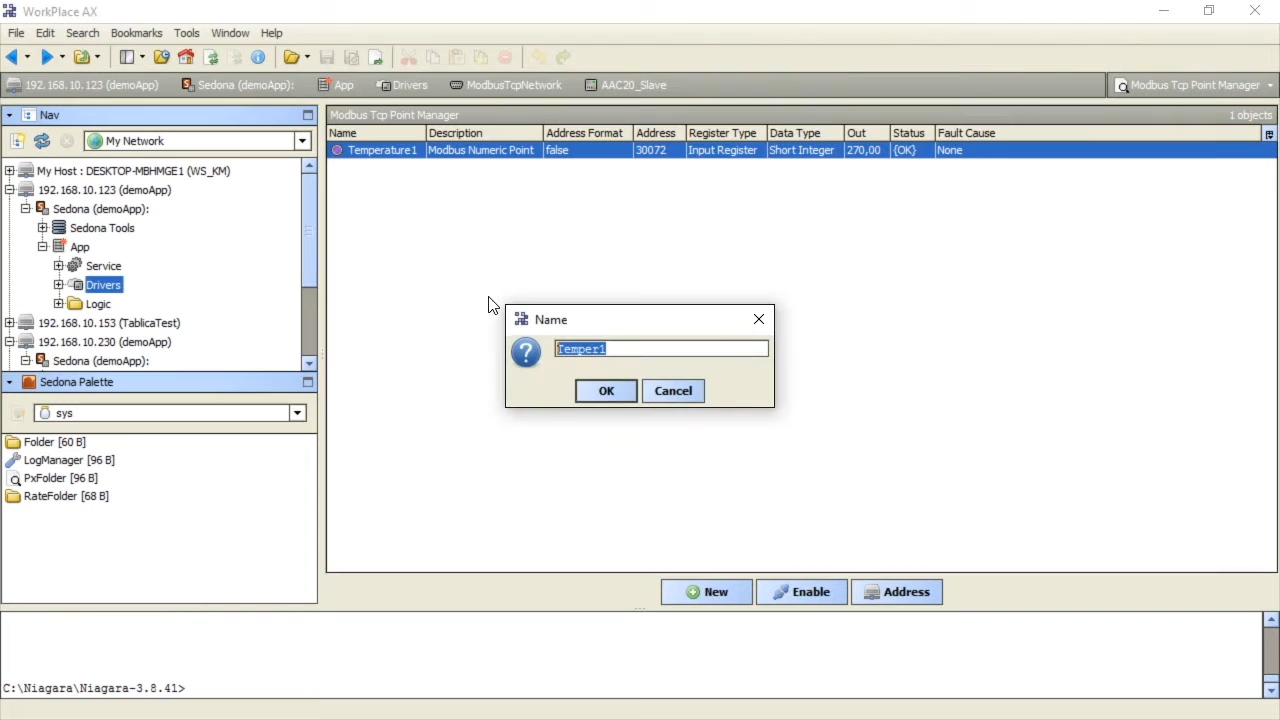 WorkPlace AX
File Edit Search Bookmarks Tools Window Help
192.168.10.123 (demoApp) Sedona (demoApp): App Drivers ModbusTcpNetwork AAC20_Slave Modbus Tcp Point Manager
Nav
My Network
My Host : DESKTOP-MBHMGE1 (WS_KM)
192.168.10.123 (demoApp)
Sedona (demoApp):
Sedona Tools
App
Service
Drivers
Logic
192.168.10.153 (TablicaTest)
192.168.10.230 (demoApp)
Sedona (demoApp):
Sedona Palette
sys
Folder [60 B]
LogManager [96 B]
PxFolder [96 B]
RateFolder [68 B]
Modbus Tcp Point Manager 1 objects
Name Description Address Format Address Register Type Data Type Out Status Fault Cause
Temperature1 Modbus Numeric Point false 30072 Input Register Short Integer 270,00 {OK} None
Name
Temper1
OK Cancel
New Enable Address
C:\Niagara\Niagara-3.8.41>